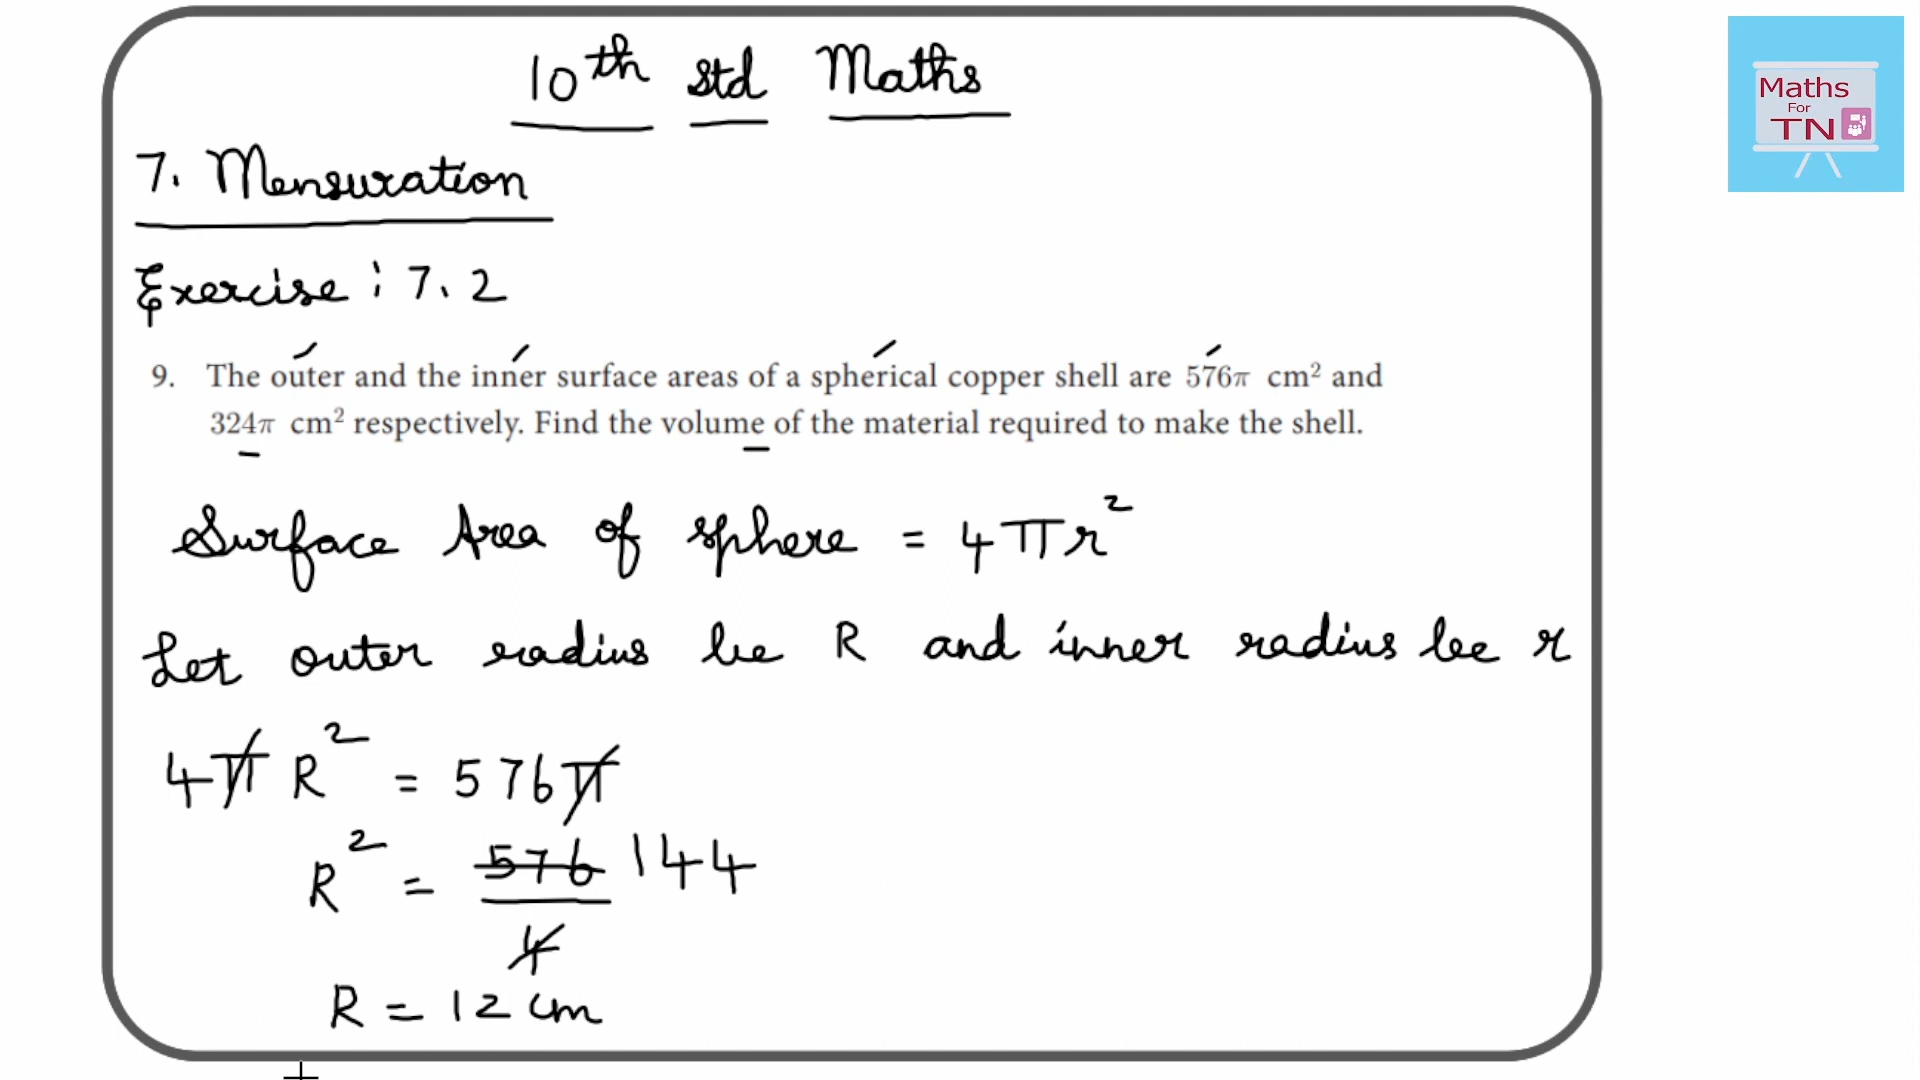 10th std Maths
Maths
For
TN
7. Mensuration
Exercise : 7.2
9. The outer and the inner surface areas of a spherical copper shell are 576π cm² and
324π cm² respectively. Find the volume of the material required to make the shell.
Surface Area of sphere = 4πr²
Let outer radius be R and inner radius be r
4πR² = 576π
R² = 576/4 144
R = 12 cm